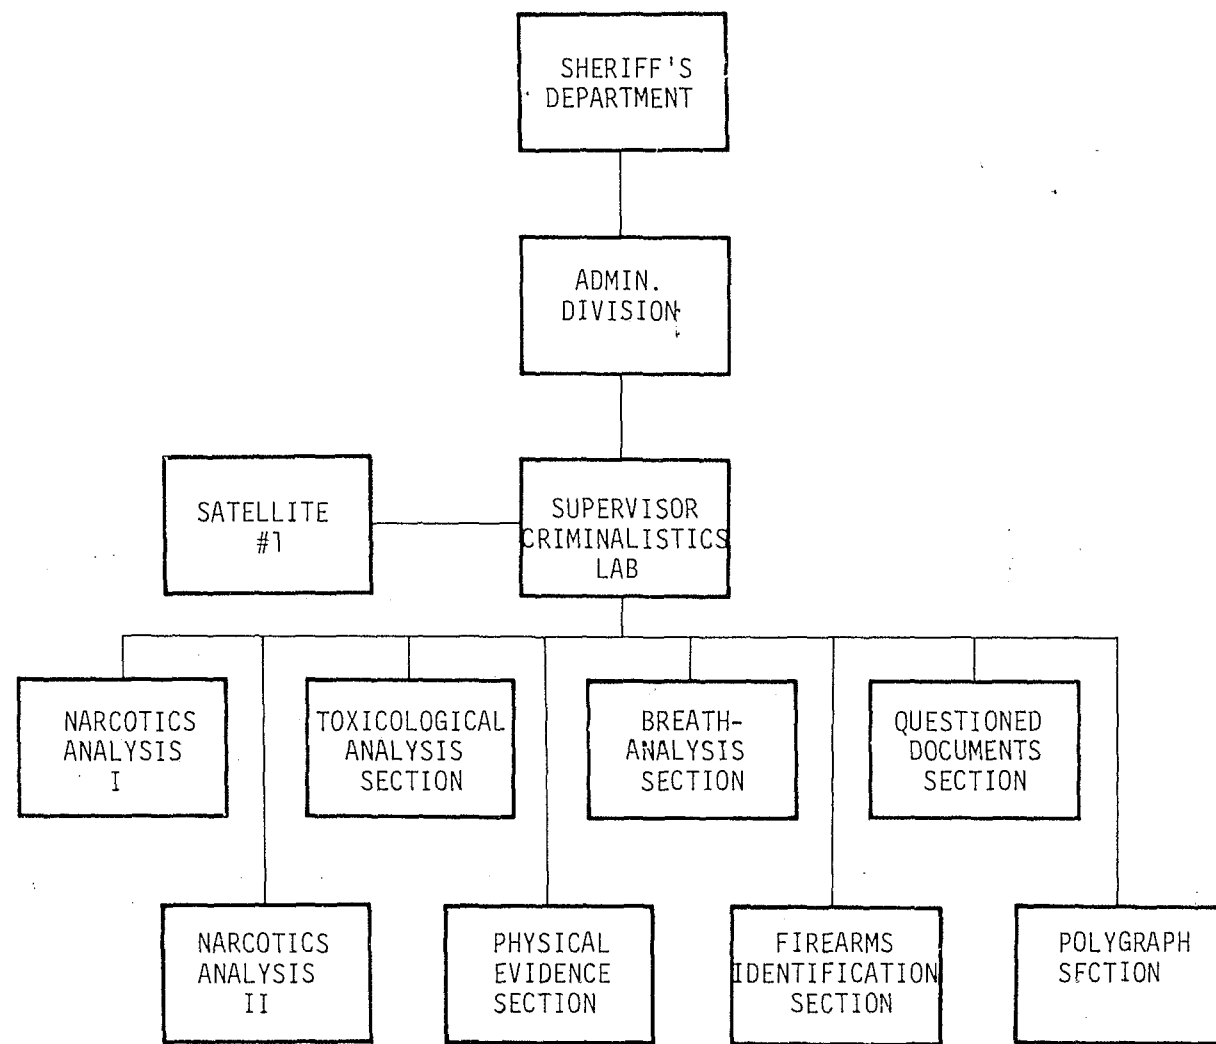 SHERIFF'S
DEPARTMENT
ADMIN.
DIVISION
SATELLITE
#1
SUPERVISOR
CRIMINALISTICS
LAB
NARCOTICS
ANALYSIS
I
TOXICOLOGICAL
ANALYSIS
SECTION
BREATH-
ANALYSIS
SECTION
QUESTIONED
DOCUMENTS
SECTION
NARCOTICS
ANALYSIS
II
PHYSICAL
EVIDENCE
SECTION
FIREARMS
IDENTIFICATION
SECTION
POLYGRAPH
SECTION